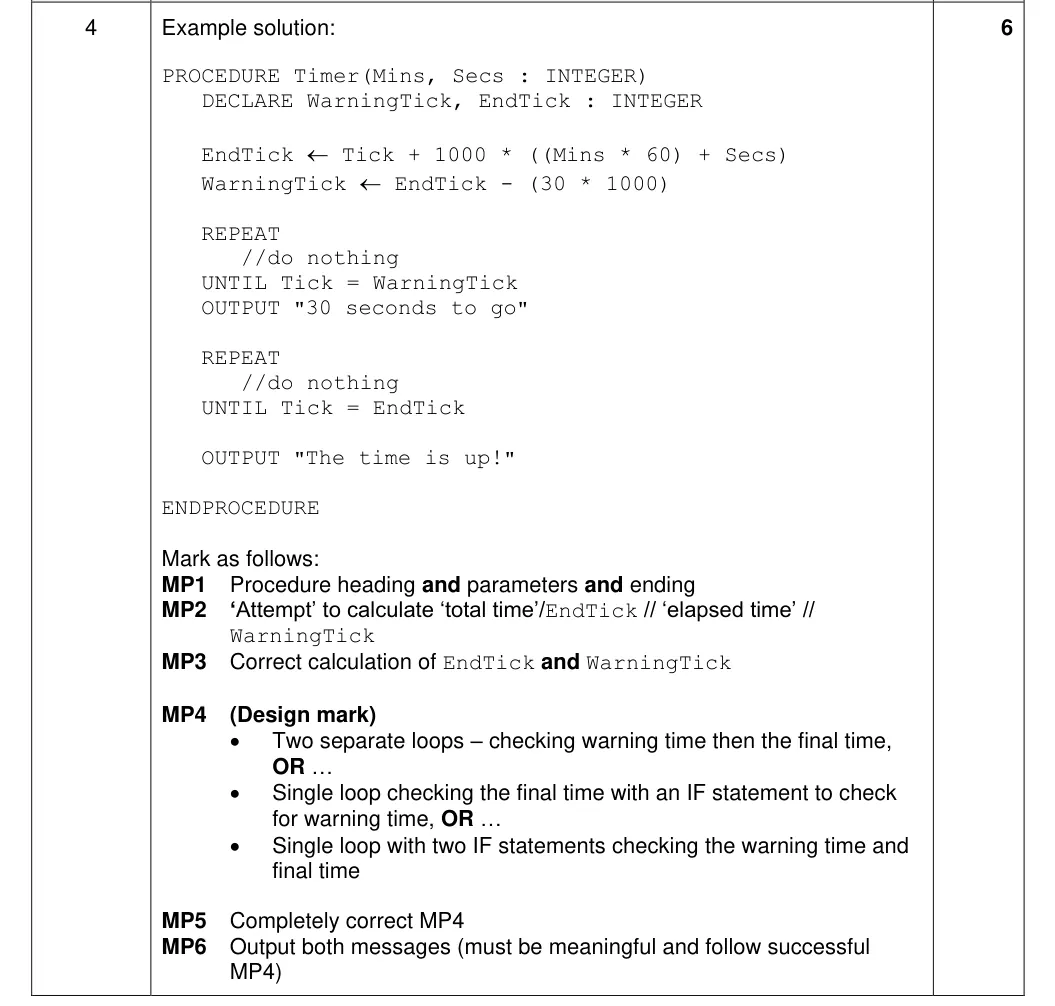 4 Example solution: 6
PROCEDURE Timer(Mins, Secs : INTEGER)
DECLARE WarningTick, EndTick : INTEGER
EndTick ← Tick + 1000 * ((Mins * 60) + Secs)
WarningTick ← EndTick - (30 * 1000)
REPEAT
//do nothing
UNTIL Tick = WarningTick
OUTPUT "30 seconds to go"
REPEAT
//do nothing
UNTIL Tick = EndTick
OUTPUT "The time is up!"
ENDPROCEDURE
Mark as follows:
MP1 Procedure heading and parameters and ending
MP2 ‘Attempt’ to calculate ‘total time’/EndTick // ‘elapsed time’ //
WarningTick
MP3 Correct calculation of EndTick and WarningTick
MP4 (Design mark)
• Two separate loops – checking warning time then the final time,
OR …
• Single loop checking the final time with an IF statement to check
for warning time, OR …
• Single loop with two IF statements checking the warning time and
final time
MP5 Completely correct MP4
MP6 Output both messages (must be meaningful and follow successful
MP4)